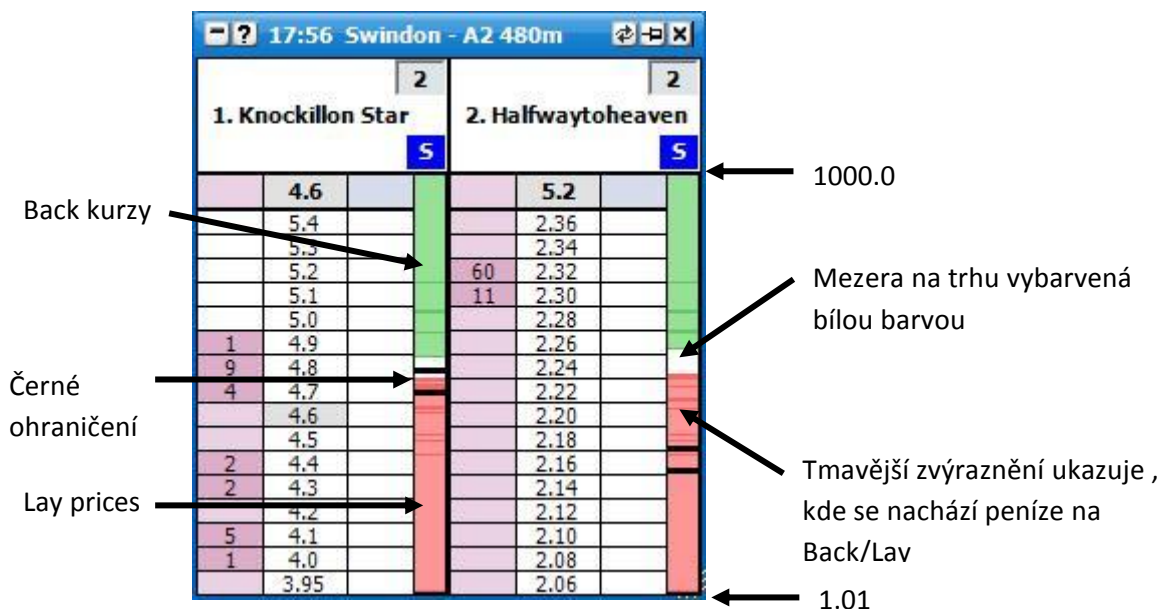 17:56 Swindon - A2 480m
2 2
1. Knockillon Star 2. Halfwaytoheaven
S S
1000.0
4.6 5.2
Back kurzy
5.4 2.36
5.3 2.34
5.2 60 2.32
5.1 11 2.30
5.0 2.28
1 4.9 2.26
9 4.8 2.24
4 4.7 2.22
4.6 2.20
4.5 2.18
2 4.4 2.16
2 4.3 2.14
4.2 2.12
5 4.1 2.10
1 4.0 2.08
3.95 2.06
Mezera na trhu vybarvená
bílou barvou
Černé
ohraničení
Lay prices
Tmavější zvýraznění ukazuje ,
kde se nachází peníze na
Back/Lay
1.01